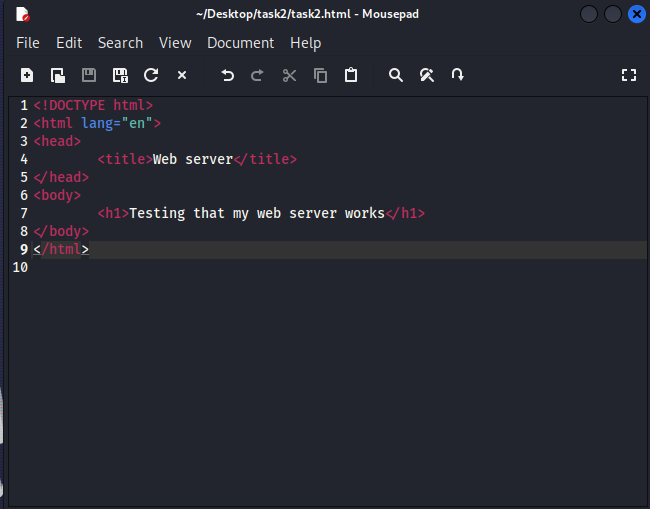 ~/Desktop/task2/task2.html - Mousepad
File Edit Search View Document Help
1 <!DOCTYPE html>
2 <html lang="en">
3 <head>
4 <title>Web server</title>
5 </head>
6 <body>
7 <h1>Testing that my web server works</h1>
8 </body>
9 </html>
10